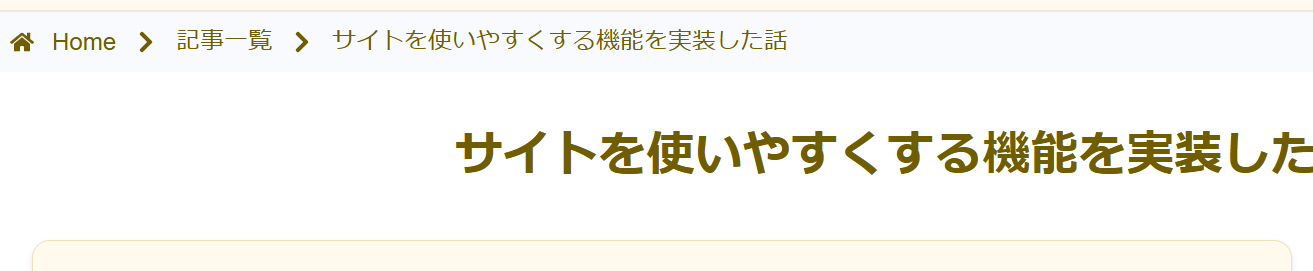 Home 記事一覧 サイトを使いやすくする機能を実装した話
サイトを使いやすくする機能を実装した